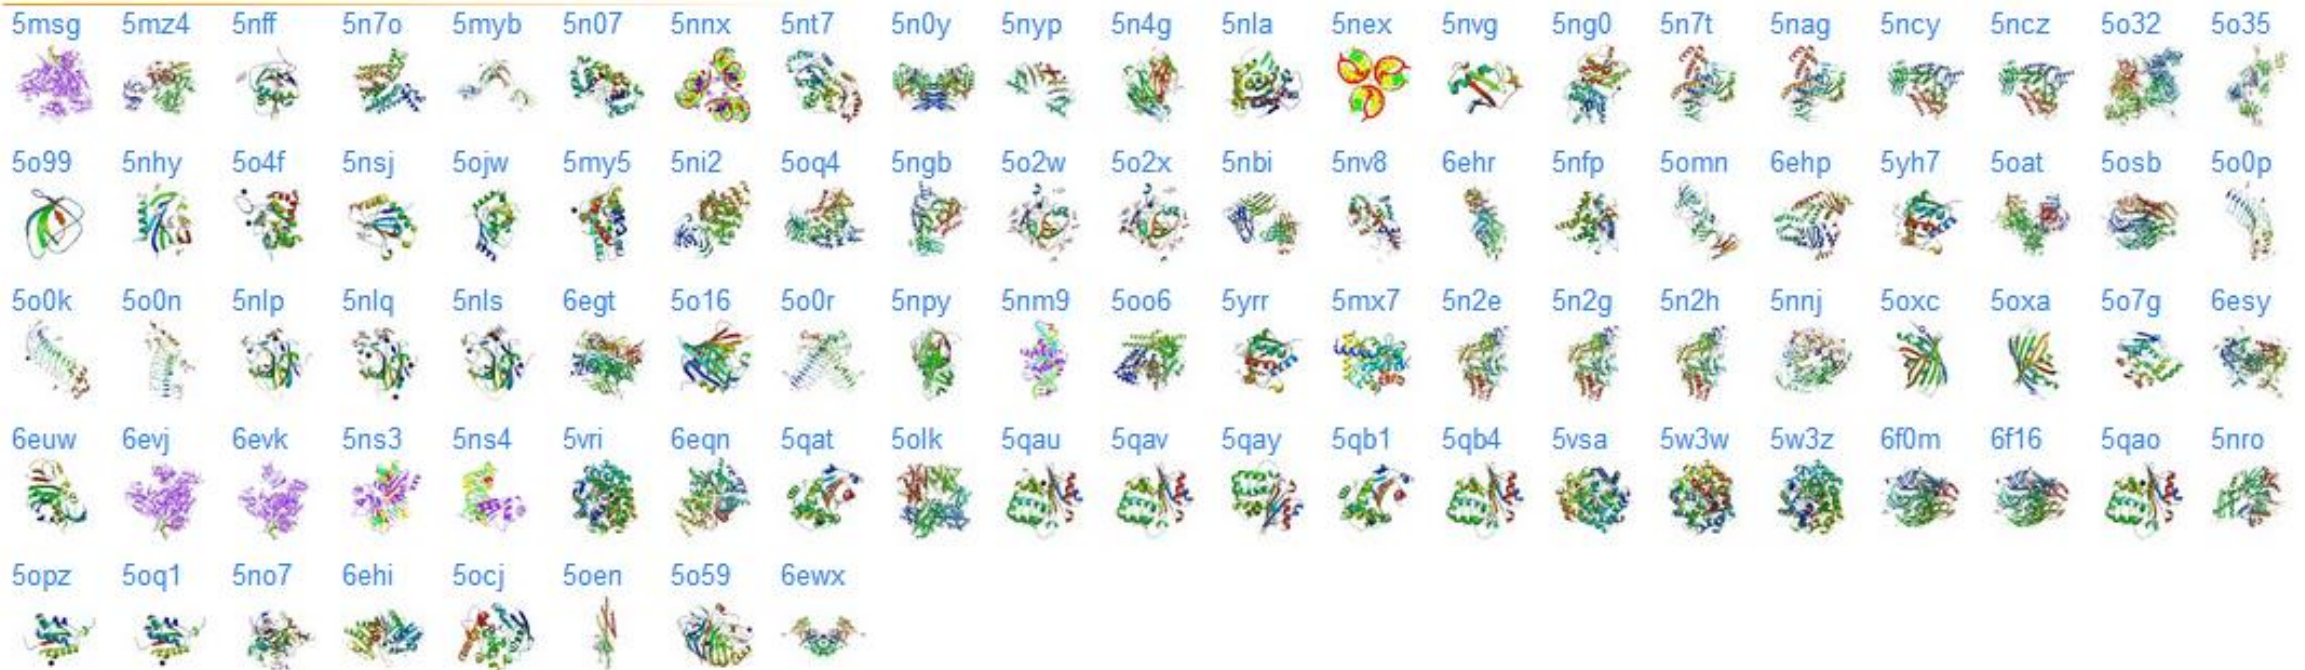 5msg 5mz4 5nff 5n7o 5myb 5n07 5nnx 5nt7 5n0y 5nyp 5n4g 5nla 5nex 5nvg 5ng0 5n7t 5nag 5ncy 5ncz 5o32 5o35
5o99 5nhy 5o4f 5nsj 5ojw 5my5 5ni2 5oq4 5ngb 5o2w 5o2x 5nbi 5nv8 6ehr 5nfp 5omn 6ehp 5yh7 5oat 5osb 5o0p
5o0k 5o0n 5nlp 5nlq 5nls 6egt 5o16 5o0r 5npy 5nm9 5oo6 5yrr 5mx7 5n2e 5n2g 5n2h 5nnj 5oxc 5oxa 5o7g 6esy
6euw 6evj 6evk 5ns3 5ns4 5vri 6eqn 5qat 5olk 5qau 5qav 5qay 5qb1 5qb4 5vsa 5w3w 5w3z 6f0m 6f16 5qao 5nro
5opz 5oq1 5no7 6ehi 5ocj 5oen 5o59 6ewx